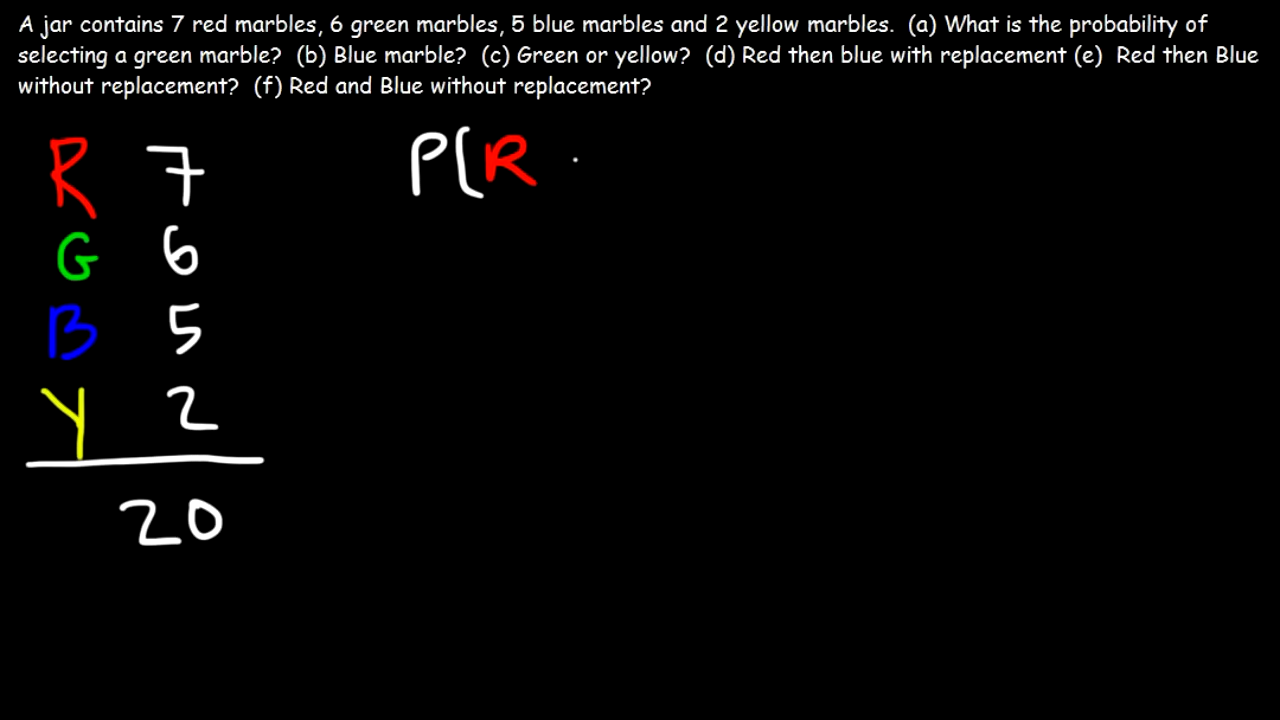 A jar contains 7 red marbles, 6 green marbles, 5 blue marbles and 2 yellow marbles. (a) What is the probability of
selecting a green marble? (b) Blue marble? (c) Green or yellow? (d) Red then blue with replacement (e) Red then Blue
without replacement? (f) Red and Blue without replacement?
R 7 P(R
G 6
B 5
Y 2
20